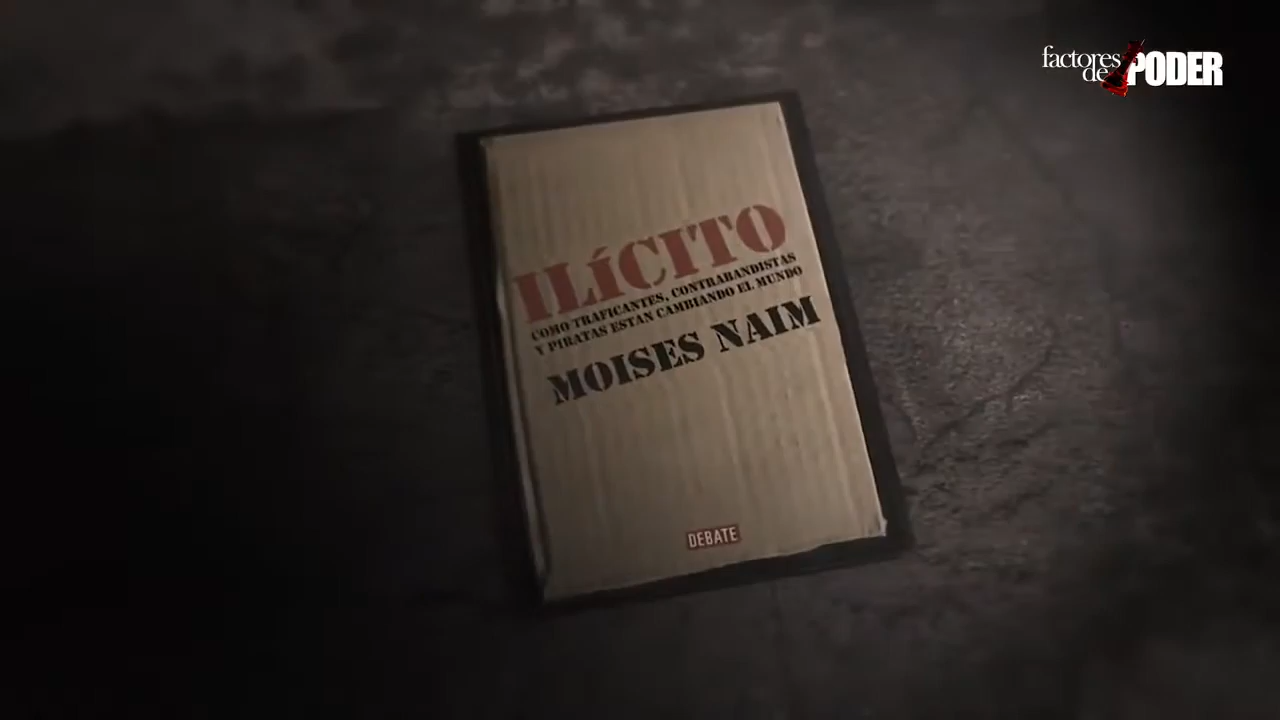 factores
de PODER
ILíCITO
COMO TRAFICANTES, CONTRABANDISTAS
Y PIRATAS ESTAN CAMBIANDO EL MUNDO
MOISES NAIM
DEBATE